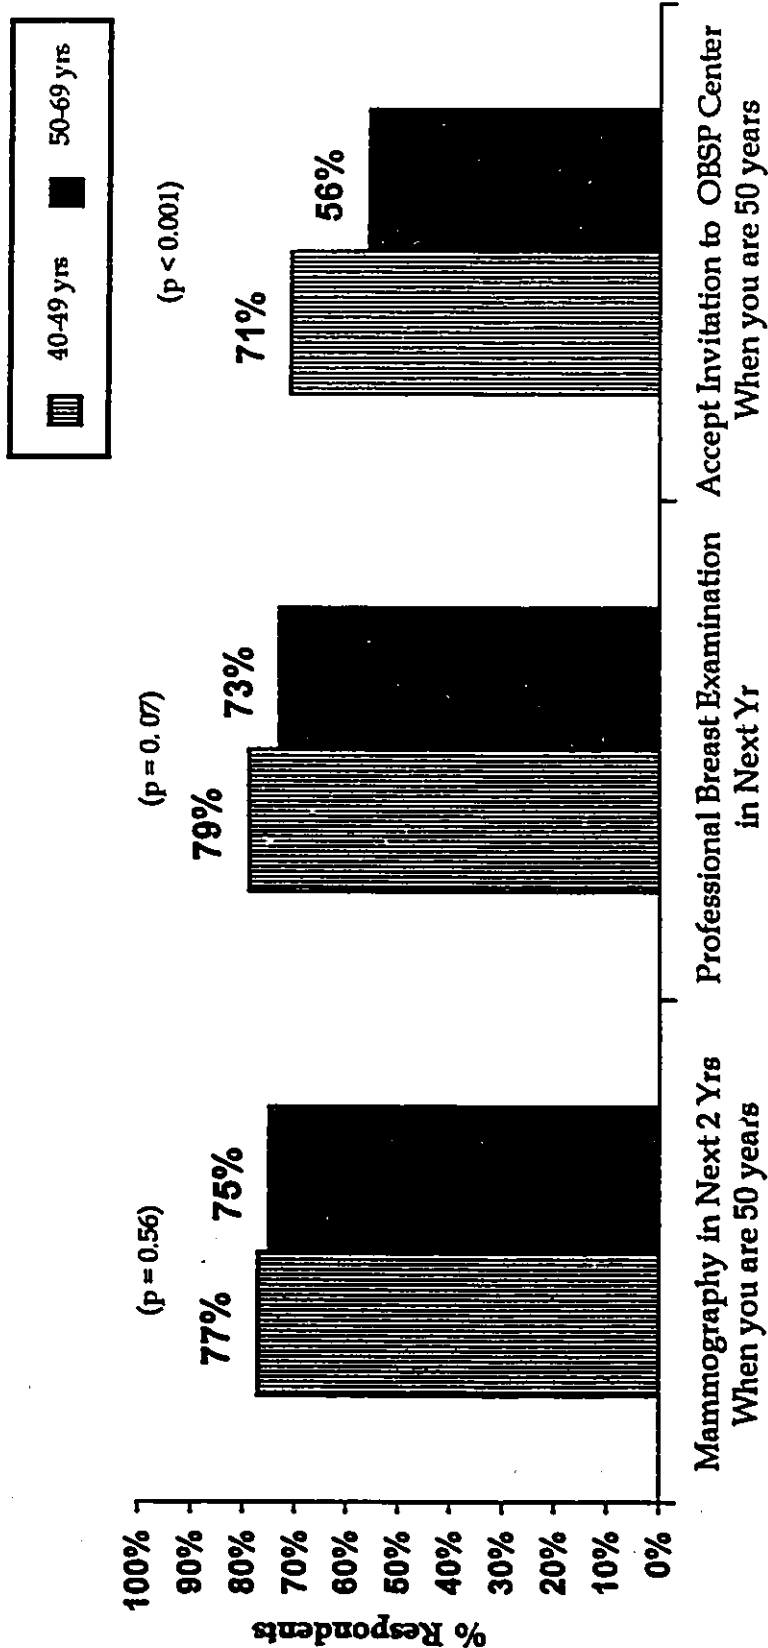 40-49 yrs 50-69 yrs
(p = 0.56)
(p = 0.07)
(p < 0.001)
77%
75%
79%
73%
71%
56%
% Respondents
100%
90%
80%
70%
60%
50%
40%
30%
20%
10%
0%
Mammography in Next 2 Yrs
When you are 50 years
Professional Breast Examination
in Next Yr
Accept Invitation to OBSP Center
When you are 50 years